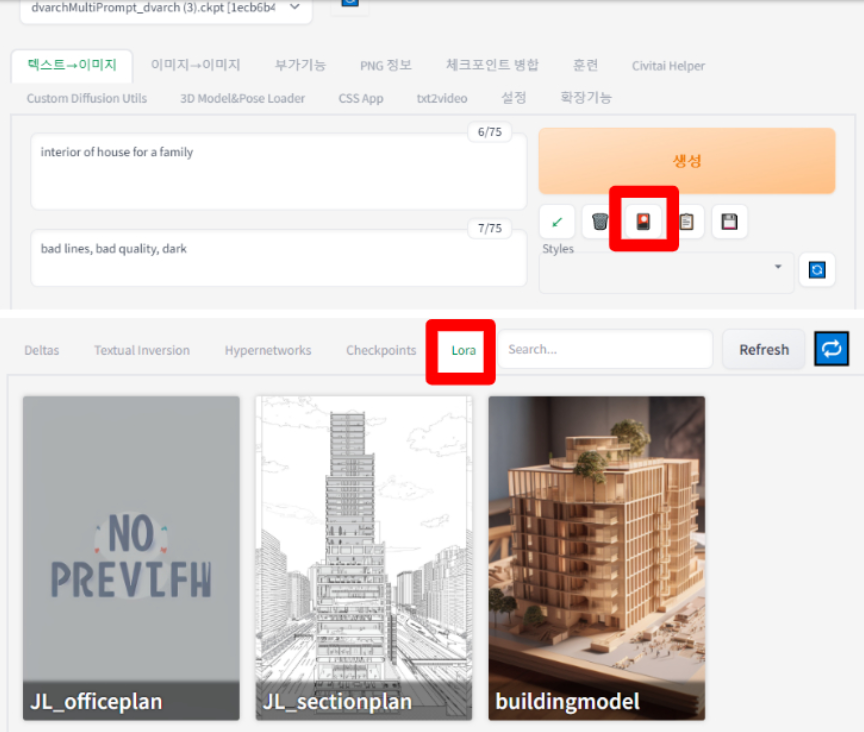 dvarchMultiPrompt_dvarch (3).ckpt [1ecb6b4
텍스트→이미지 이미지→이미지 부가기능 PNG 정보 체크포인트 병합 훈련 Civitai Helper
Custom Diffusion Utils 3D Model&Pose Loader CSS App txt2video 설정 확장기능
6/75
interior of house for a family
생성
7/75
bad lines, bad quality, dark
Styles
Deltas Textual Inversion Hypernetworks Checkpoints Lora Search... Refresh
NO
PREVIFW
JL_officeplan JL_sectionplan buildingmodel